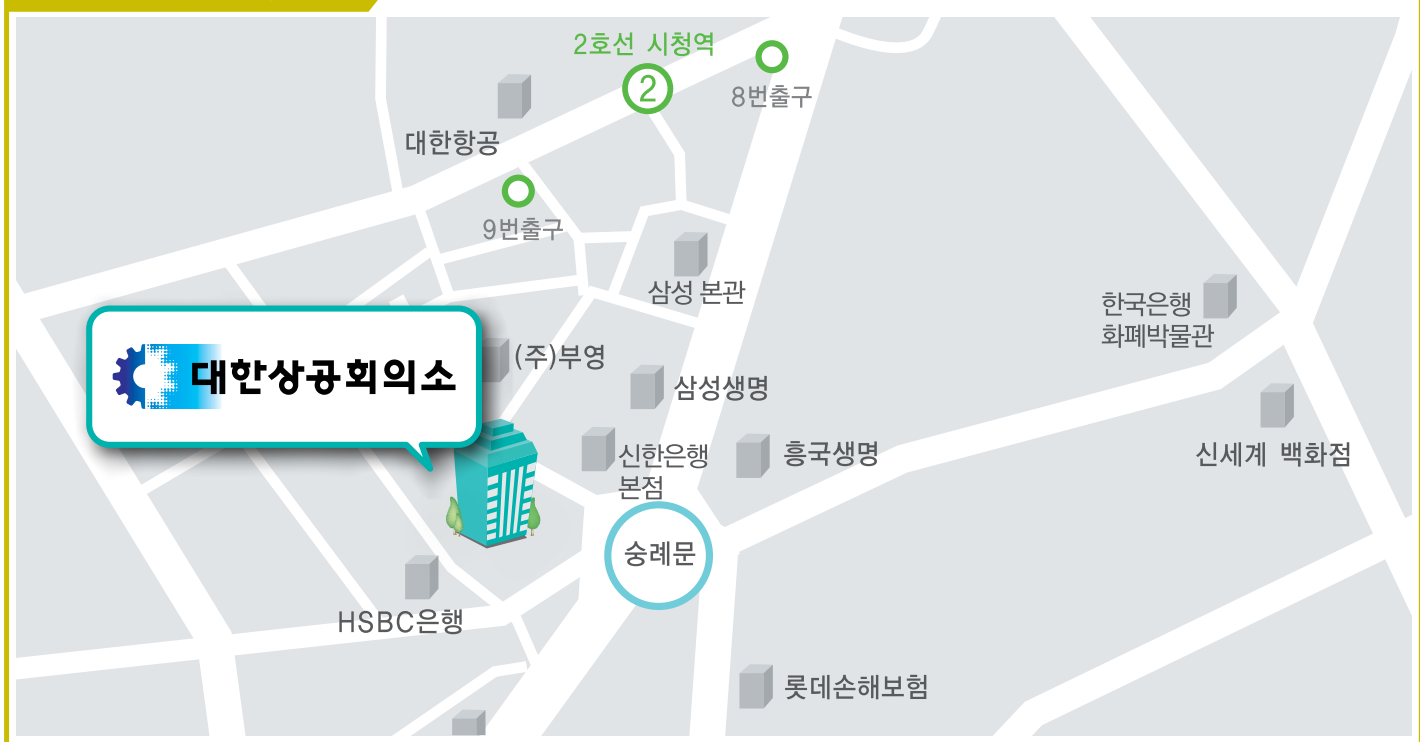 2호선 시청역
2
8번출구
대한항공
9번출구
삼성 본관
한국은행
화폐박물관
대한상공회의소
(주)부영
삼성생명
신한은행
본점
흥국생명
신세계 백화점
숭례문
HSBC은행
롯데손해보험